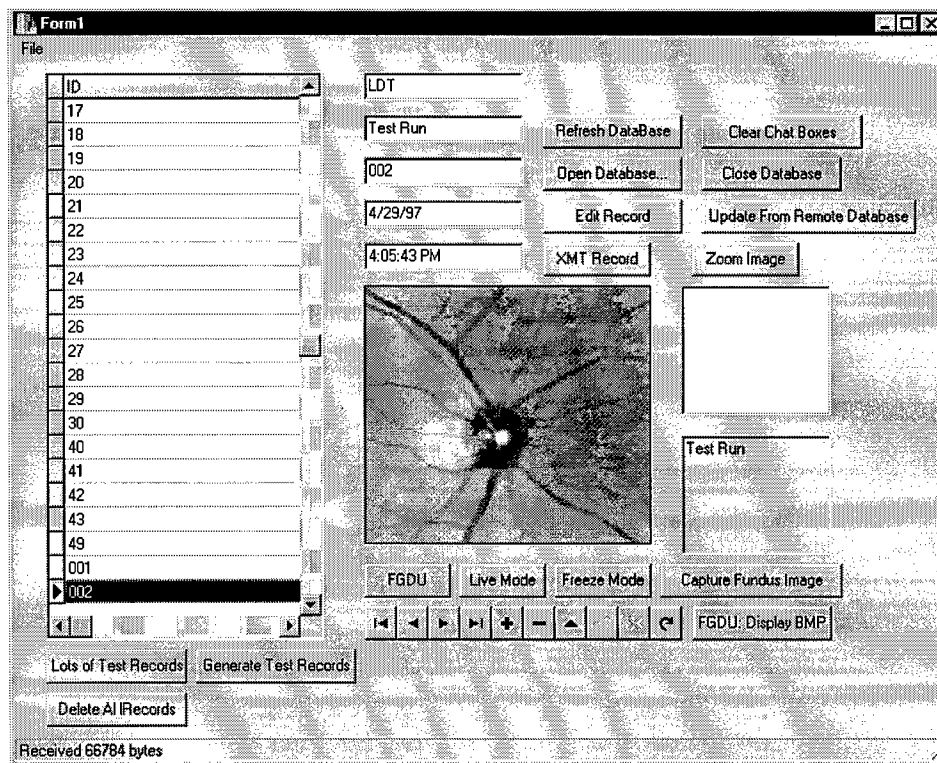 Form1
File
ID
17
18
19
20
21
22
23
24
25
26
27
28
29
30
40
41
42
43
49
001
002
LDT
Test Run
002
4/29/97
4:05:43 PM
Refresh DataBase
Clear Chat Boxes
Open Database...
Close Database
Edit Record
Update From Remote Database
XMT Record
Zoom Image
Test Run
FGDU
Live Mode
Freeze Mode
Capture Fundus Image
FGDU: Display BMP
Lots of Test Records
Generate Test Records
Delete Al lRecords
Received 66784 bytes